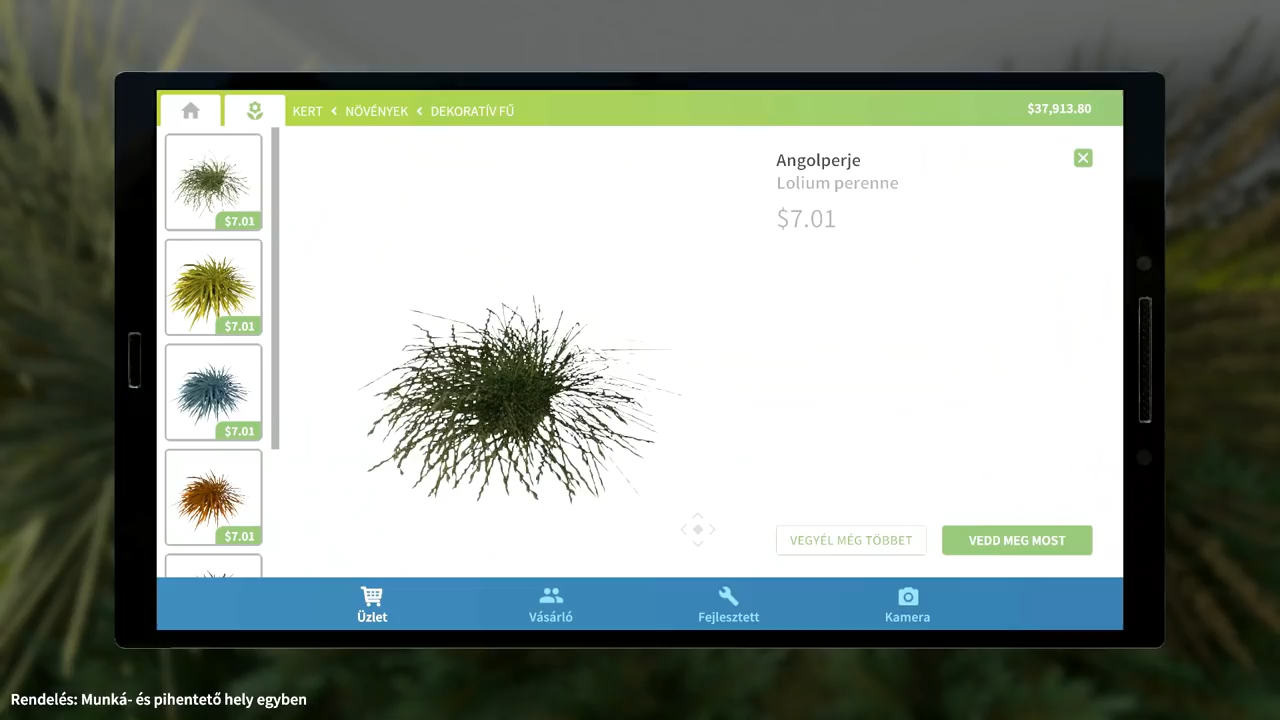 KERT < NÖVÉNYEK < DEKORATÍV FŰ
$37,913.80
$7.01
$7.01
$7.01
$7.01
Angolperje
Lolium perenne
$7.01
VEGYÉL MÉG TÖBBET
VEDD MEG MOST
Üzlet
Vásárló
Fejlesztett
Kamera
Rendelés: Munká- és pihentető hely egyben